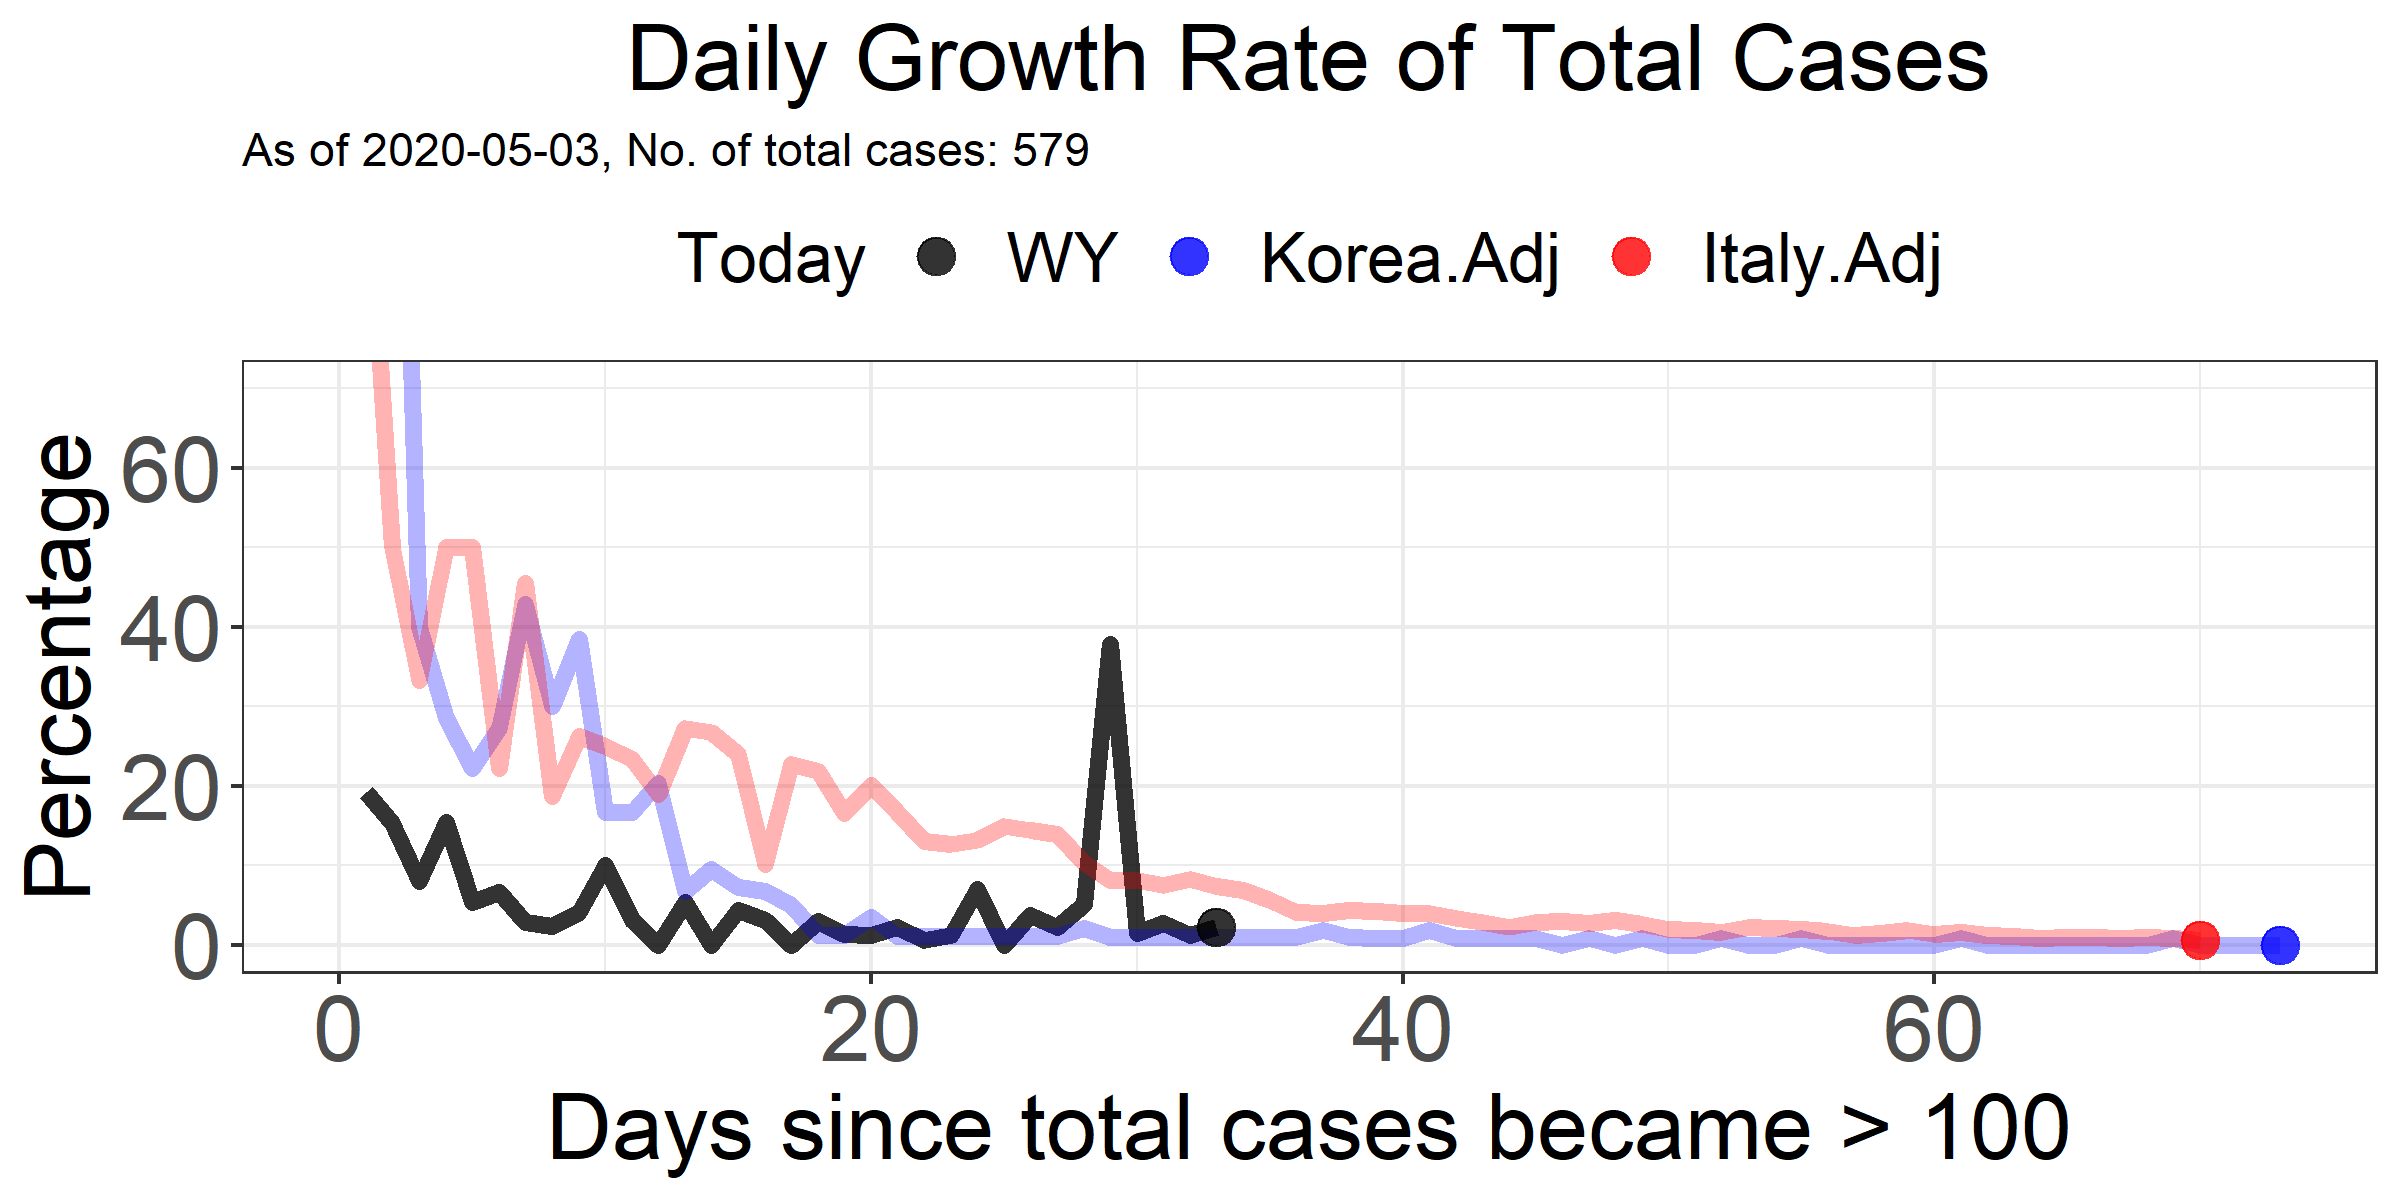 Daily Growth Rate of Total Cases
As of 2020-05-03, No. of total cases: 579
Today WY Korea.Adj Italy.Adj
Percentage
60
40
20
0
0 20 40 60
Days since total cases became > 100